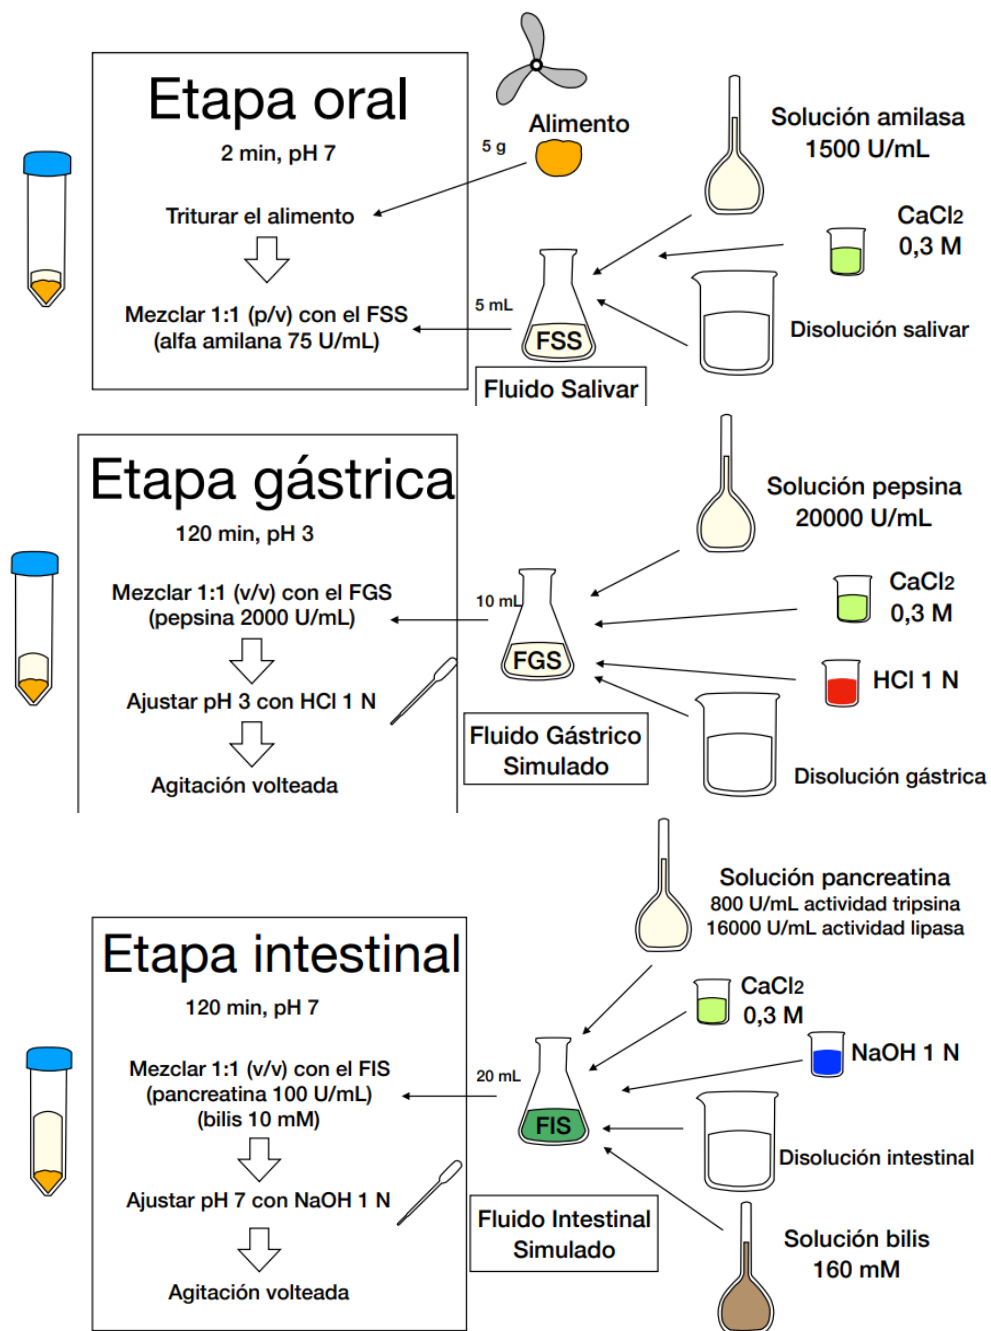 Etapa oral
2 min, pH 7
Triturar el alimento
Mezclar 1:1 (p/v) con el FSS
(alfa amilana 75 U/mL)
5 g
Alimento
5 mL
FSS
Fluido Salivar
Solución amilasa
1500 U/mL
CaCl2
0,3 M
Disolución salivar
Etapa gástrica
120 min, pH 3
Mezclar 1:1 (v/v) con el FGS
(pepsina 2000 U/mL)
Ajustar pH 3 con HCl 1 N
Agitación volteada
10 mL
FGS
Fluido Gástrico
Simulado
Solución pepsina
20000 U/mL
CaCl2
0,3 M
HCl 1 N
Disolución gástrica
Etapa intestinal
120 min, pH 7
Mezclar 1:1 (v/v) con el FIS
(pancreatina 100 U/mL)
(bilis 10 mM)
Ajustar pH 7 con NaOH 1 N
Agitación volteada
20 mL
FIS
Fluido Intestinal
Simulado
Solución pancreatina
800 U/mL actividad tripsina
16000 U/mL actividad lipasa
CaCl2
0,3 M
NaOH 1 N
Disolución intestinal
Solución bilis
160 mM